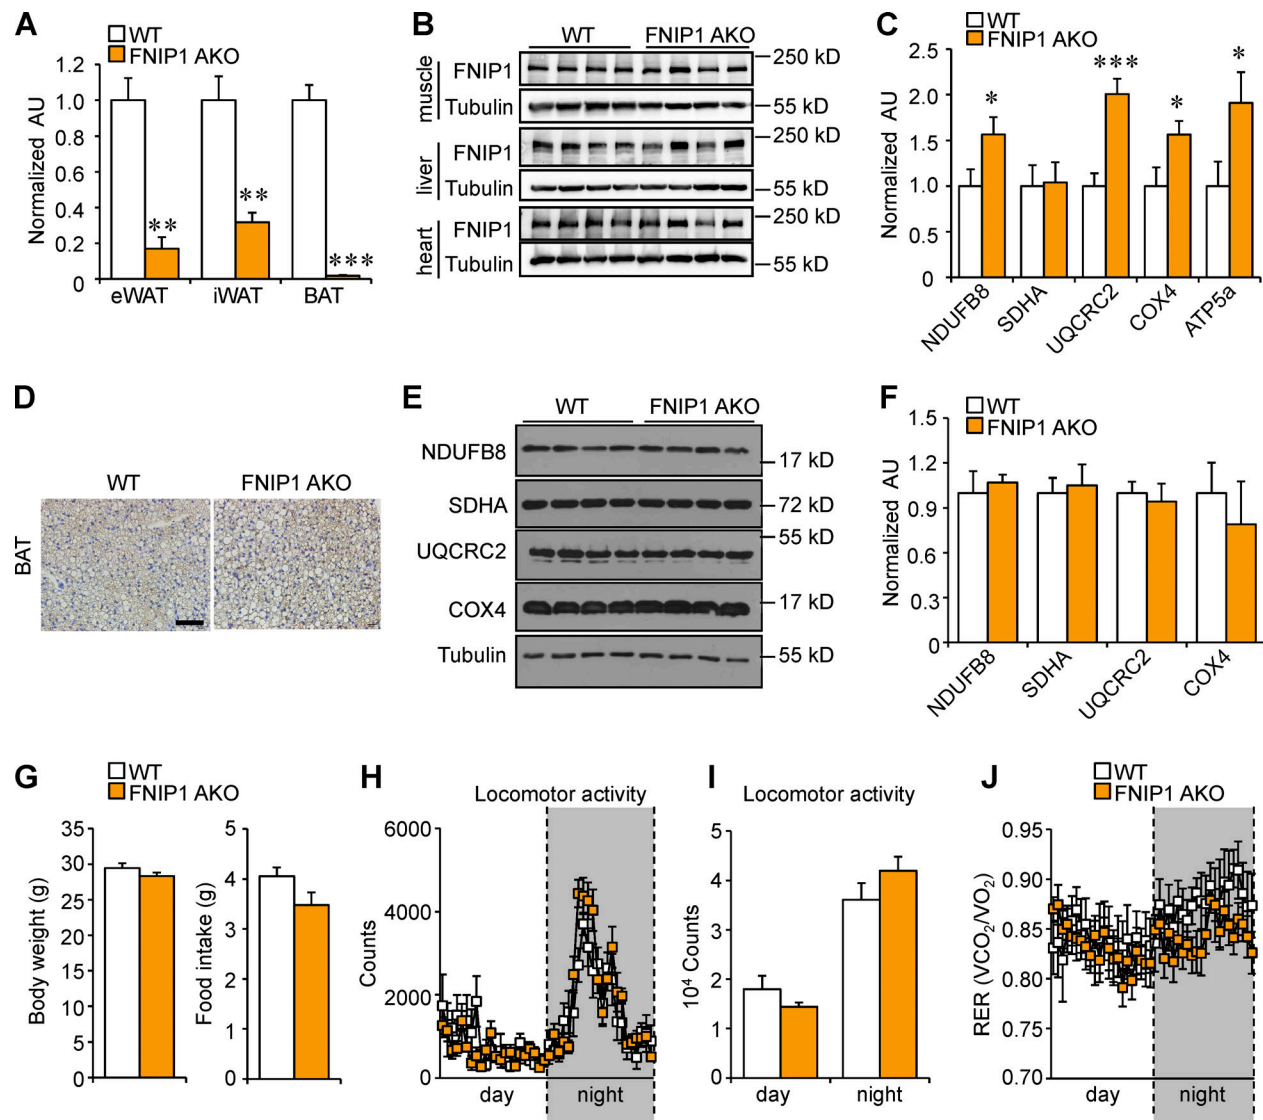 A
WT
FNIP1 AKO
Normalized AU
1.2
1.0
0.8
0.6
0.4
0.2
0
**
**
***
eWAT
iWAT
BAT
B
WT
FNIP1 AKO
muscle
FNIP1
250 kD
Tubulin
55 kD
liver
FNIP1
250 kD
Tubulin
55 kD
heart
FNIP1
250 kD
Tubulin
55 kD
C
WT
FNIP1 AKO
Normalized AU
2.5
2.0
1.5
1.0
0.5
0
*
***
*
*
NDUFB8
SDHA
UQCRC2
COX4
ATP5a
D
WT
FNIP1 AKO
BAT
E
WT
FNIP1 AKO
NDUFB8
17 kD
SDHA
72 kD
UQCRC2
55 kD
COX4
17 kD
Tubulin
55 kD
F
WT
FNIP1 AKO
Normalized AU
1.5
1.2
0.9
0.6
0.3
0
NDUFB8
SDHA
UQCRC2
COX4
G
WT
FNIP1 AKO
Body weight (g)
35
30
25
20
15
10
5
0
Food intake (g)
5
4
3
2
1
0
H
Locomotor activity
Counts
6000
4000
2000
0
day
night
I
Locomotor activity
10⁴ Counts
5
4
3
2
1
0
day
night
J
WT
FNIP1 AKO
RER (VCO₂/VO₂)
0.95
0.90
0.85
0.80
0.75
0.70
day
night